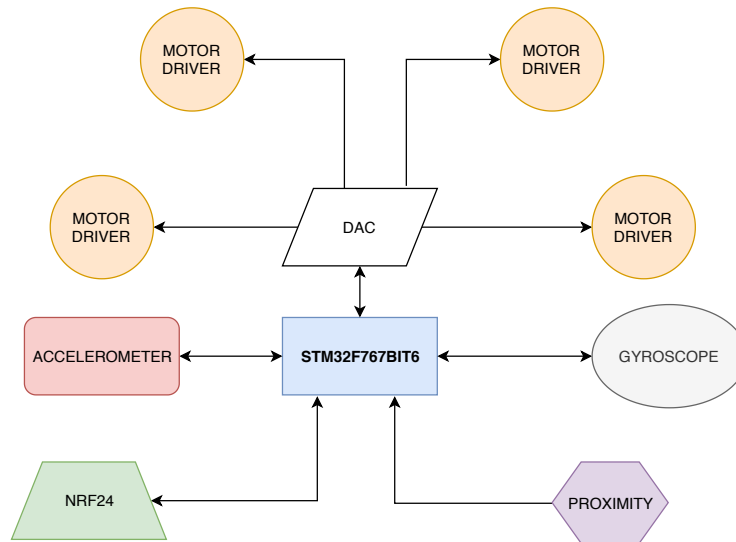 MOTOR
DRIVER
MOTOR
DRIVER
MOTOR
DRIVER
DAC
MOTOR
DRIVER
ACCELEROMETER
STM32F767BIT6
GYROSCOPE
NRF24
PROXIMITY